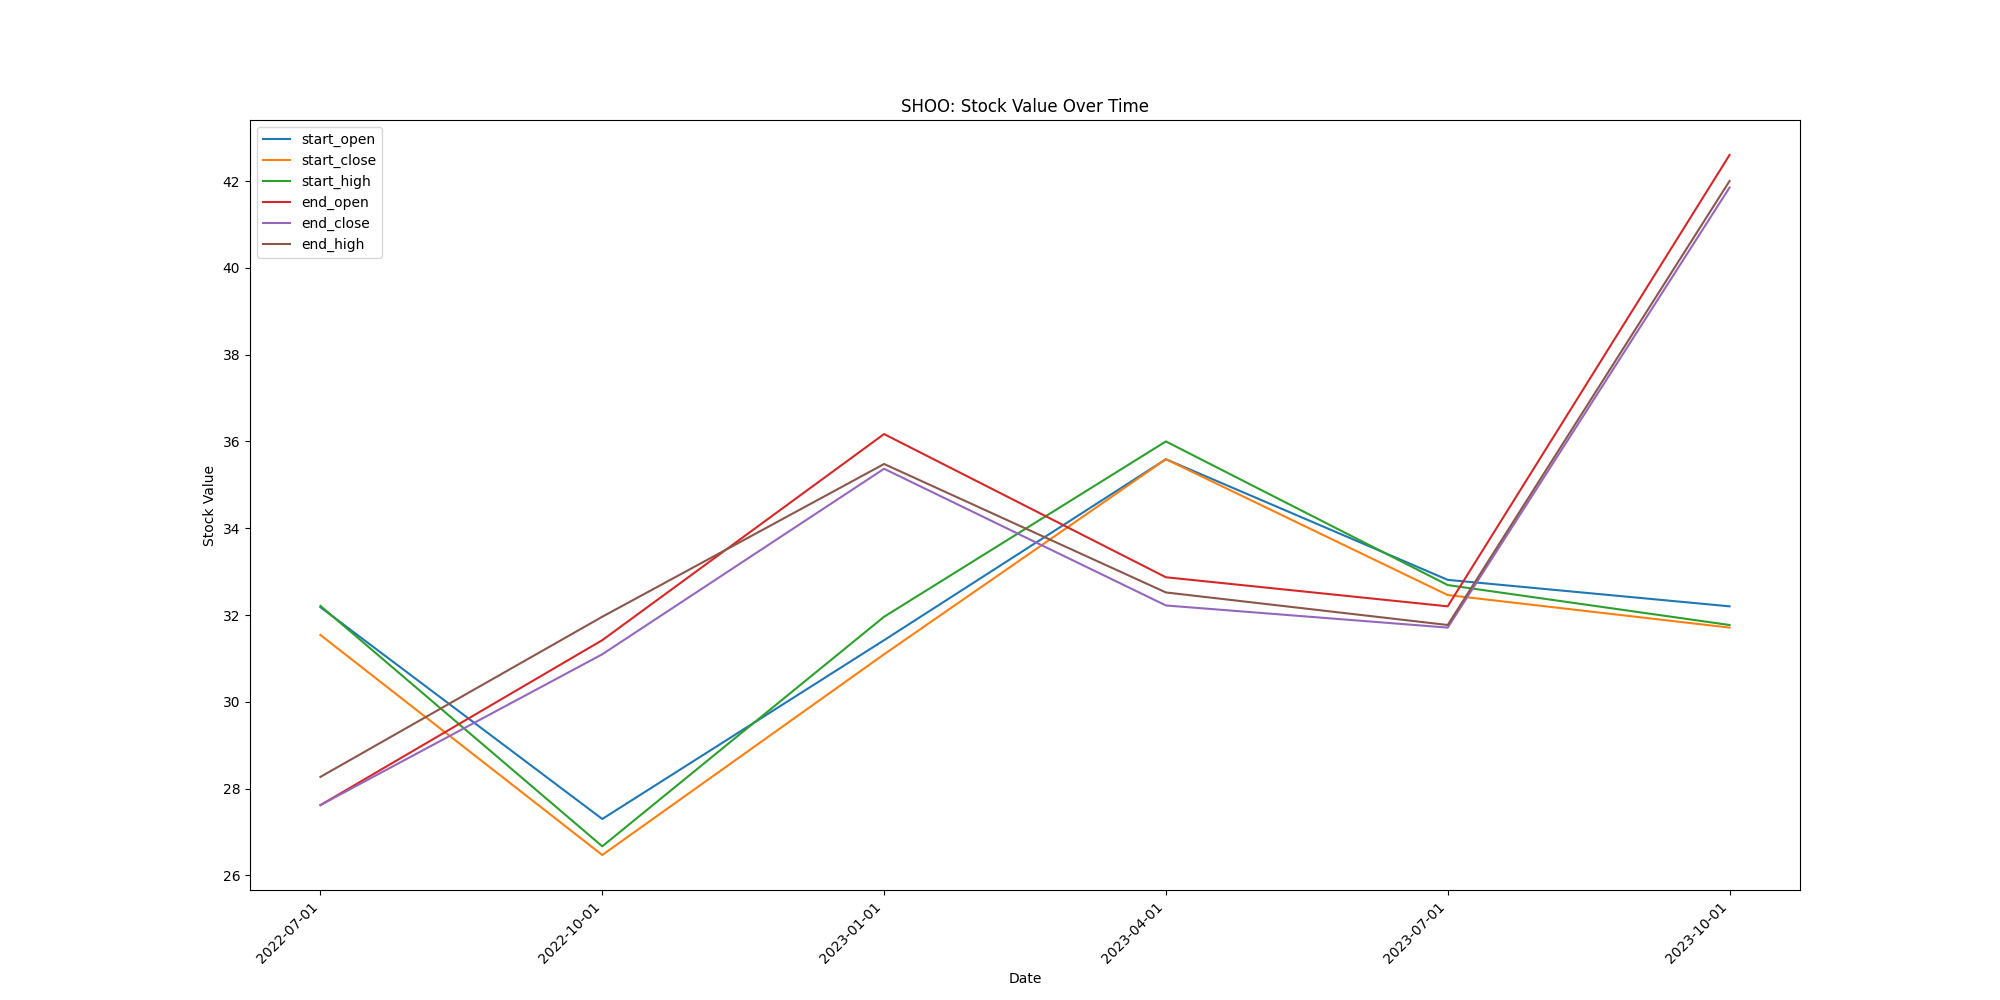 SHOO: Stock Value Over Time
start_open
start_close
start_high
end_open
end_close
end_high
42
40
38
36
34
32
30
28
26
Stock Value
2022-07-01
2022-10-01
2023-01-01
2023-04-01
2023-07-01
2023-10-01
Date